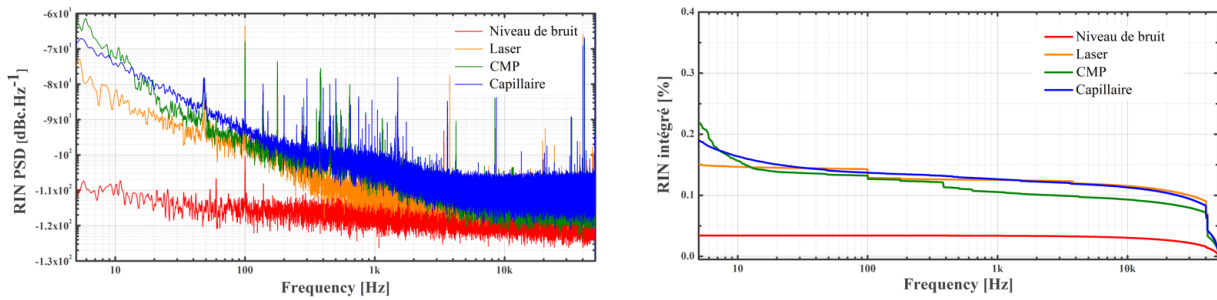 -6x10¹
-7x10¹
-8x10¹
-9x10¹
-10²
-1.1x10²
-1.2x10²
-1.3x10²
RIN PSD [dBc.Hz⁻¹]
Niveau de bruit
Laser
CMP
Capillaire
10
100
1k
10k
Frequency [Hz]
0.4
0.3
0.2
0.1
0.0
RIN intégré [%]
Niveau de bruit
Laser
CMP
Capillaire
10
100
1k
10k
Frequency [Hz]